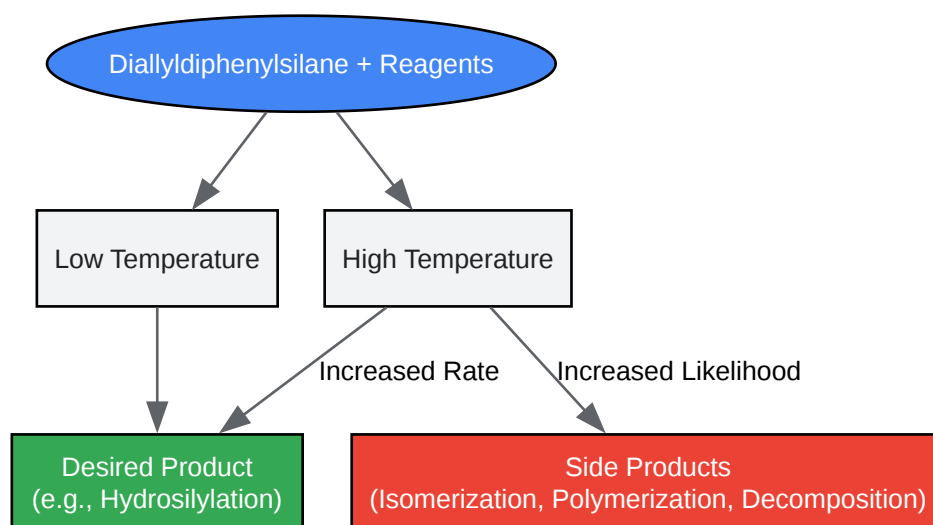 Diallyldiphenylsilane + Reagents
Low Temperature
High Temperature
Increased Rate
Increased Likelihood
Desired Product
(e.g., Hydrosilylation)
Side Products
(Isomerization, Polymerization, Decomposition)